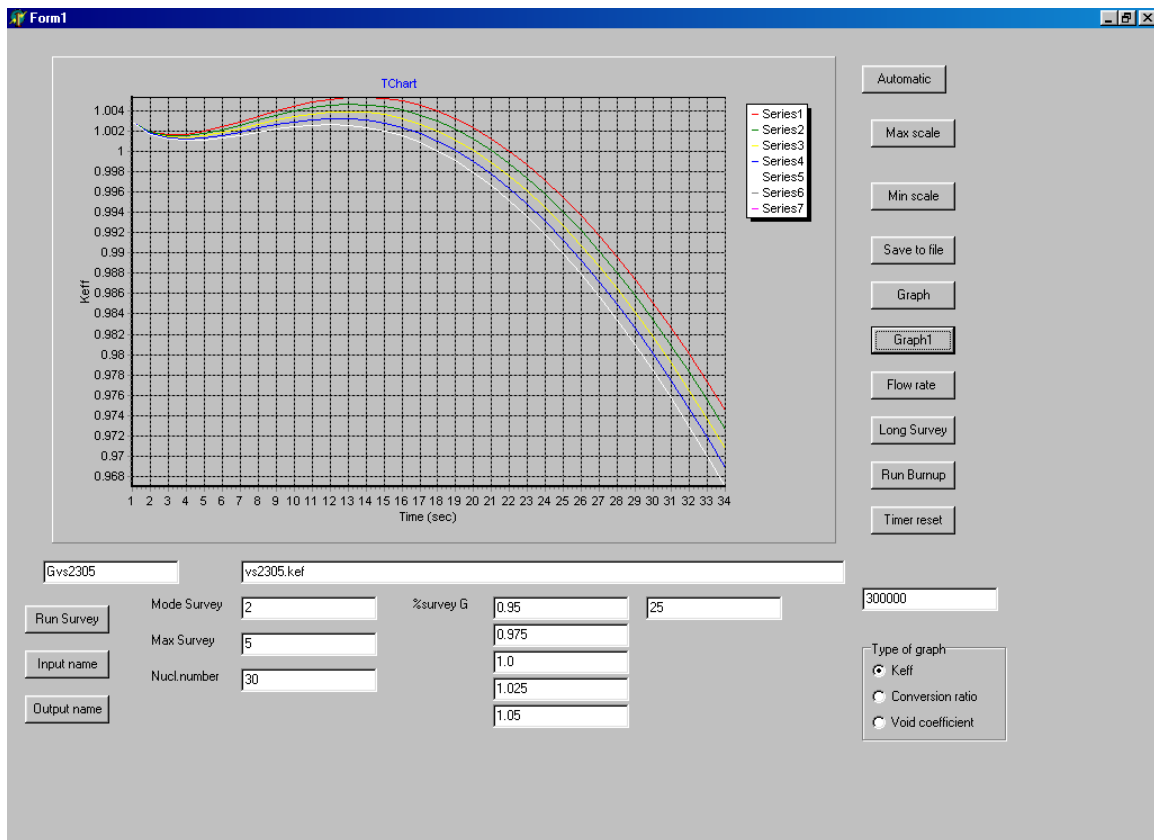 Form1
TChart
Keff
1.004
1.002
1
0.998
0.996
0.994
0.992
0.99
0.988
0.986
0.984
0.982
0.98
0.978
0.976
0.974
0.972
0.97
0.968
1 2 3 4 5 6 7 8 9 10 11 12 13 14 15 16 17 18 19 20 21 22 23 24 25 26 27 28 29 30 31 32 33 34
Time (sec)
Series1
Series2
Series3
Series4
Series5
Series6
Series7
Automatic
Max scale
Min scale
Save to file
Graph
Graph1
Flow rate
Long Survey
Run Burnup
Timer reset
Gvs2305 vs2305.kef
Run Survey
Input name
Output name
Mode Survey 2
Max Survey 5
Nucl.number 30
%survey G 0.95 25
0.975
1.0
1.025
1.05
300000
Type of graph
Keff
Conversion ratio
Void coefficient